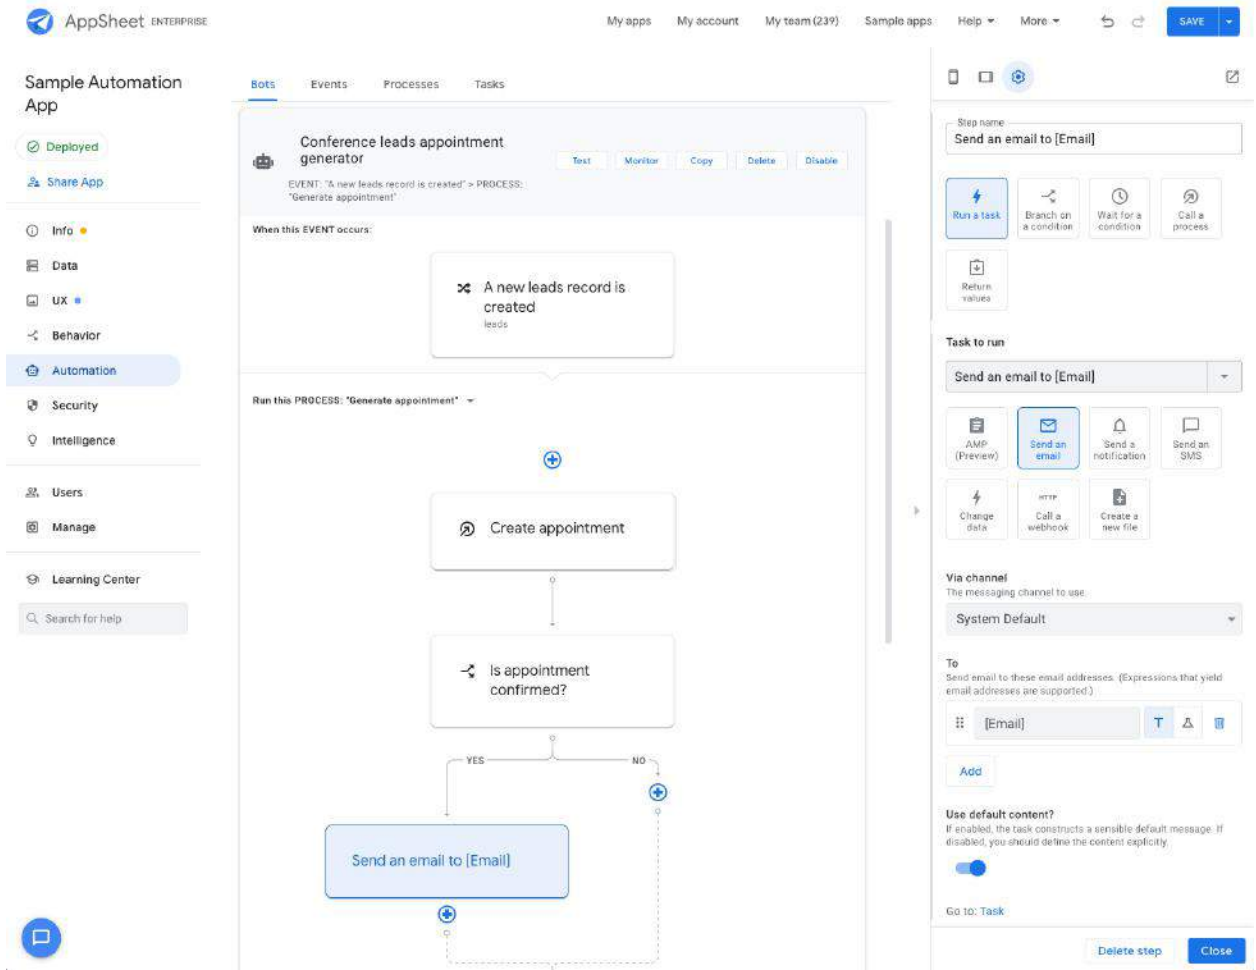 AppSheet ENTERPRISE
My apps My account My team (239) Sample apps Help More SAVE
Sample Automation
App
Deployed
Share App
Info
Data
UX
Behavior
Automation
Security
Intelligence
Users
Manage
Learning Center
Search for help
Bots Events Processes Tasks
Conference leads appointment
generator
Test Monitor Copy Delete Disable
EVENT: "A new leads record is created" > PROCESS:
"Generate appointment"
When this EVENT occurs:
A new leads record is
created
leads
Run this PROCESS: "Generate appointment"
Create appointment
Is appointment
confirmed?
YES NO
Send an email to [Email]
Step name
Send an email to [Email]
Run a task
Branch on
a condition
Wait for a
condition
Call a
process
Return
values
Task to run
Send an email to [Email]
AMP
(Preview)
Send an
email
Send a
notification
Send an
SMS
Change
data
HTTP
Call a
webhook
Create a
new file
Via channel
The messaging channel to use
System Default
To
Send email to these email addresses. (Expressions that yield
email addresses are supported.)
[Email] T
Add
Use default content?
If enabled, the task constructs a sensible default message. If
disabled, you should define the content explicitly.
Go to: Task
Delete step Close